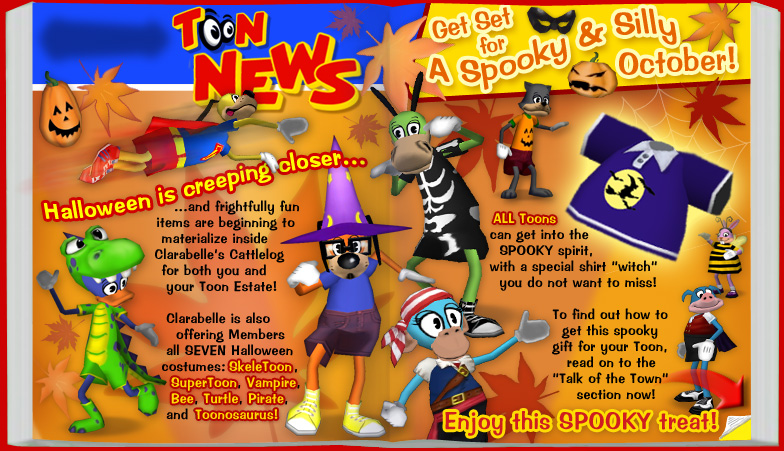 TOON
NEWS
Get Set
for
A Spooky & Silly
October!
Halloween is creeping closer...
...and frightfully fun
items are beginning to
materialize inside
Clarabelle's Cattlelog
for both you and
your Toon Estate!
Clarabelle is also
offering Members
all SEVEN Halloween
costumes: SkeleToon,
SuperToon, Vampire,
Bee, Turtle, Pirate,
and Toonosaurus!
ALL Toons
can get into the
SPOOKY spirit,
with a special shirt "witch"
you do not want to miss!
To find out how to
get this spooky
gift for your Toon,
read on to the
"Talk of the Town"
section now!
Enjoy this SPOOKY treat!